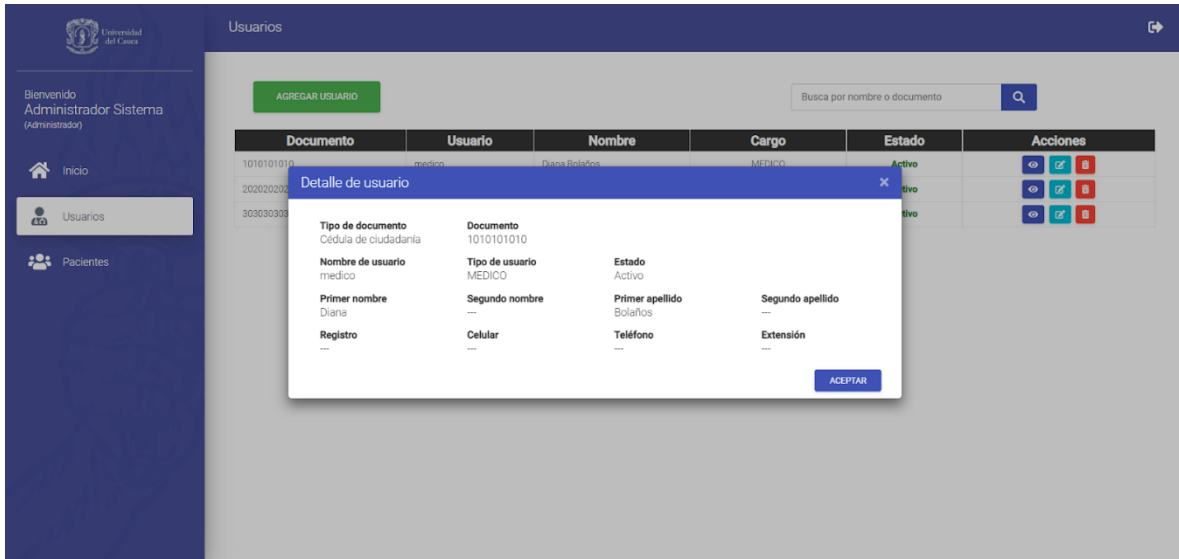 Universidad
del Cauca
Usuarios
Bienvenido
Administrador Sistema
(Administrador)
Inicio
Usuarios
Pacientes
AGREGAR USUARIO
Busca por nombre o documento
Documento Usuario Nombre Cargo Estado Acciones
1010101010 medico Diana Bolaños MEDICO Activo
Detalle de usuario ×
Tipo de documento Documento
Cédula de ciudadanía 1010101010
Nombre de usuario Tipo de usuario Estado
medico MEDICO Activo
Primer nombre Segundo nombre Primer apellido Segundo apellido
Diana --- Bolaños ---
Registro Celular Teléfono Extensión
--- --- --- ---
ACEPTAR